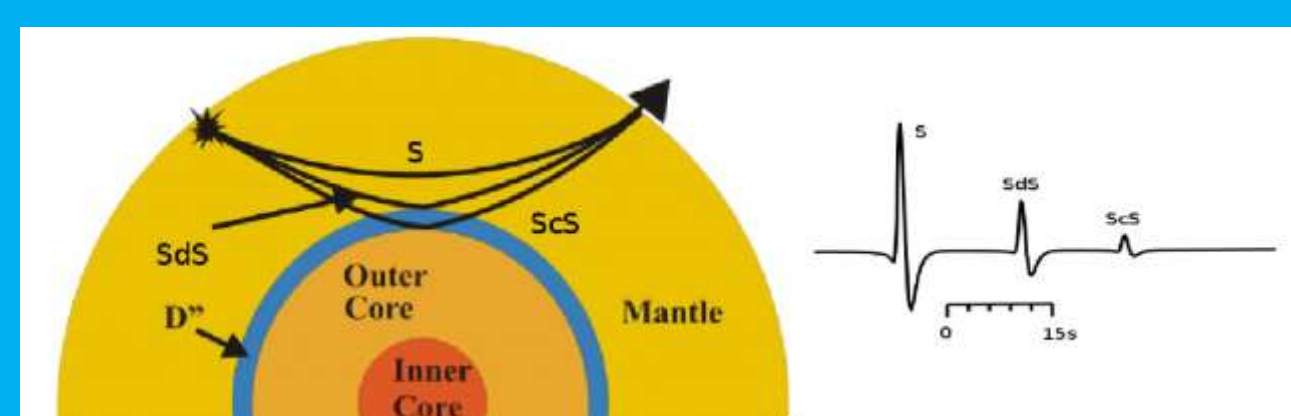 S
SdS
ScS
D”
Outer
Core
Mantle
Inner
Core
S
SdS
ScS
0
15s